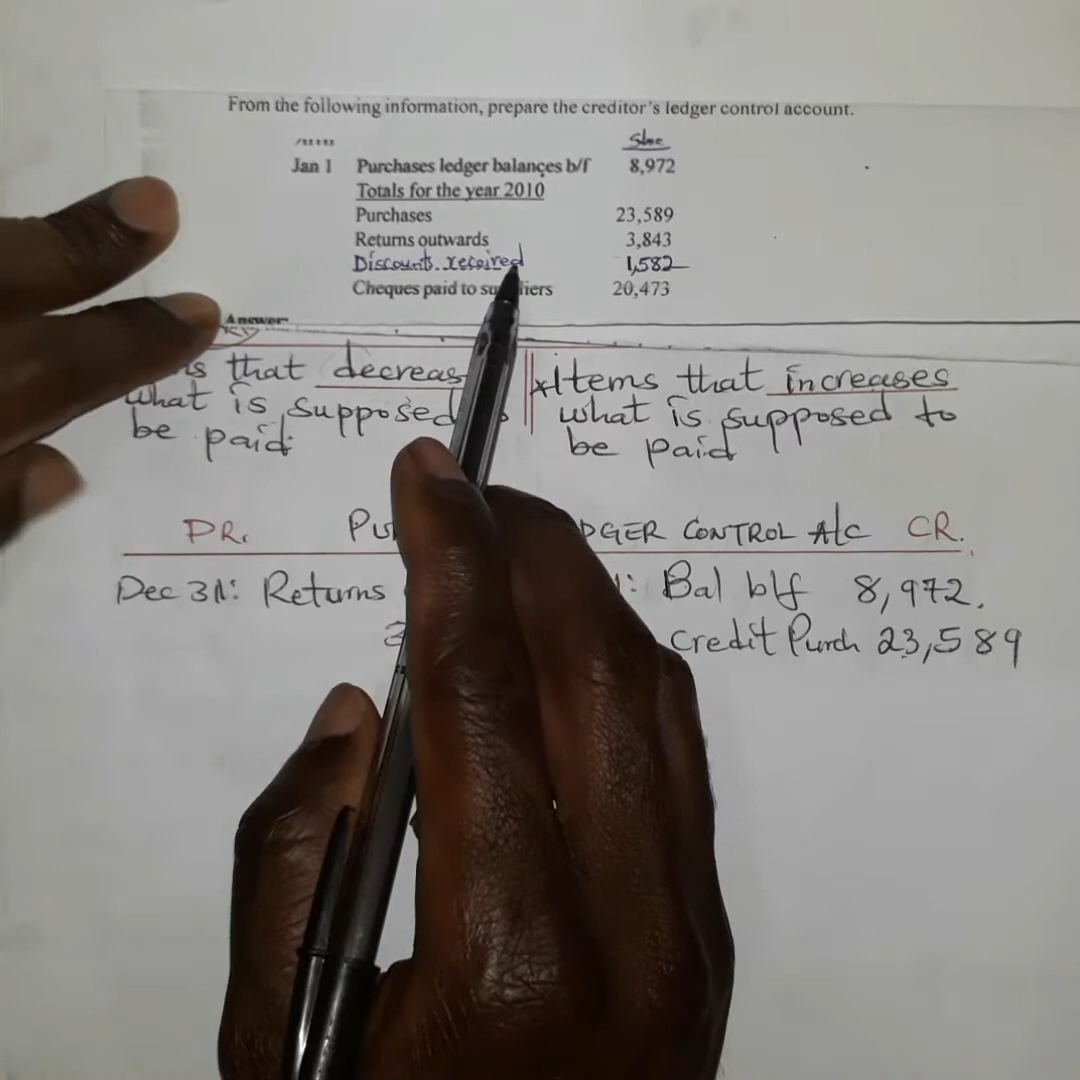 From the following information, prepare the creditor's ledger control account.
Shs
Jan 1 Purchases ledger balances b/f 8,972
Totals for the year 2010
Purchases 23,589
Returns outwards 3,843
Discounts received 1,582
Cheques paid to 20,473
Answer
that decreas
what is supposed
be paid
*Items that increases
what is supposed to
be paid
DR. CONTROL A/C CR.
Dec 31: Returns Bal b/f 8,972.
credit Purch 23,589